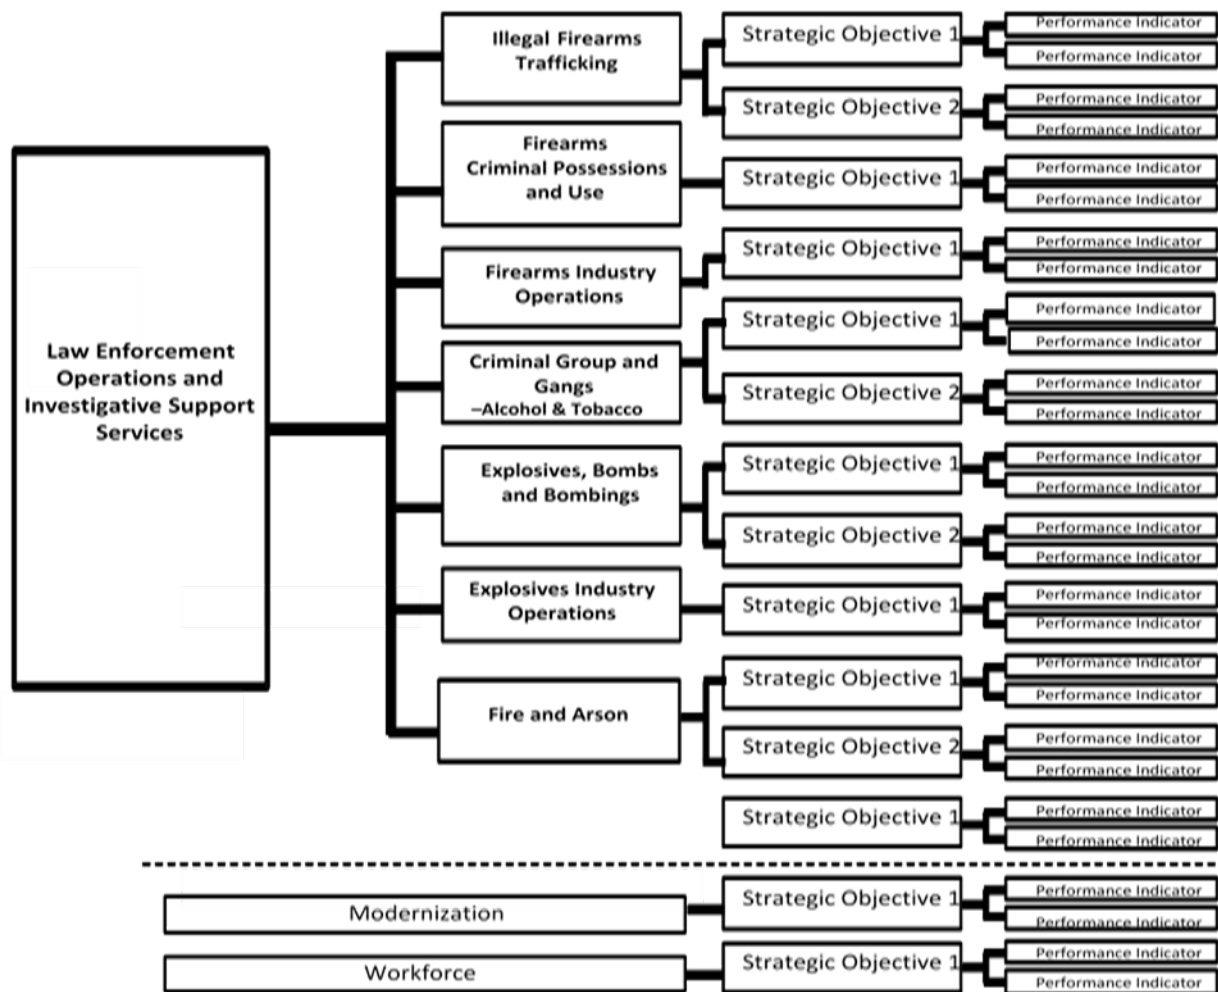 Law Enforcement
Operations and
Investigative Support
Services
Illegal Firearms
Trafficking
Strategic Objective 1
Performance Indicator
Performance Indicator
Strategic Objective 2
Performance Indicator
Performance Indicator
Firearms
Criminal Possessions
and Use
Strategic Objective 1
Performance Indicator
Performance Indicator
Firearms Industry
Operations
Strategic Objective 1
Performance Indicator
Performance Indicator
Criminal Group and
Gangs
–Alcohol & Tobacco
Strategic Objective 1
Performance Indicator
Performance Indicator
Strategic Objective 2
Performance Indicator
Performance Indicator
Explosives, Bombs
and Bombings
Strategic Objective 1
Performance Indicator
Performance Indicator
Strategic Objective 2
Performance Indicator
Performance Indicator
Explosives Industry
Operations
Strategic Objective 1
Performance Indicator
Performance Indicator
Fire and Arson
Strategic Objective 1
Performance Indicator
Performance Indicator
Strategic Objective 2
Performance Indicator
Performance Indicator
Strategic Objective 1
Performance Indicator
Performance Indicator
Modernization
Strategic Objective 1
Performance Indicator
Performance Indicator
Workforce
Strategic Objective 1
Performance Indicator
Performance Indicator